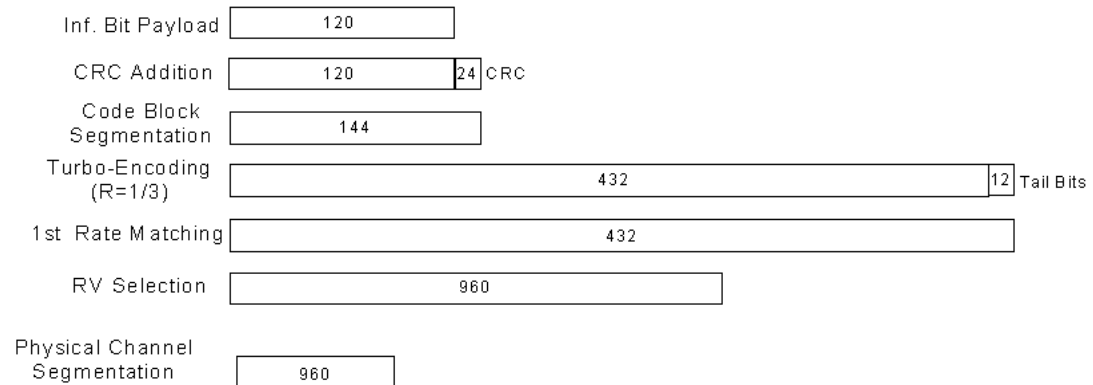 Inf. Bit Payload 120
CRC Addition 120 24 CRC
Code Block
Segmentation 144
Turbo-Encoding
(R=1/3) 432 12 Tail Bits
1st Rate Matching 432
RV Selection 960
Physical Channel
Segmentation 960